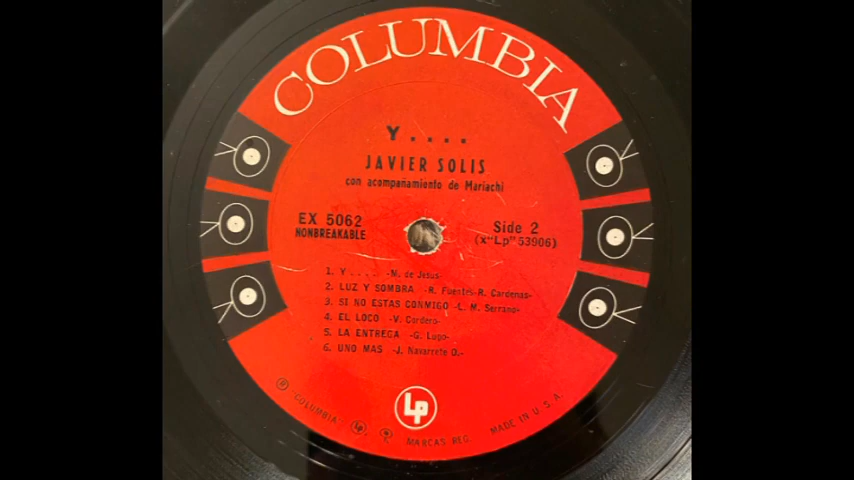 COLUMBIA
Y....
JAVIER SOLIS
con acompañamiento de Mariachi
EX 5062
NONBREAKABLE
Side 2
(x"Lp" 53906)
1. Y.... -M. de Jesus-
2. LUZ Y SOMBRA -R. Fuentes-R. Cardenas-
3. SI NO ESTAS CONMIGO -L. M. Serrano-
4. EL LOCO -V. Cordero-
5. LA ENTREGA -G. Lugo-
6. UNO MAS -J. Navarrete O.-
Lp
® "COLUMBIA" Lp MARCAS REG. MADE IN U.S.A.